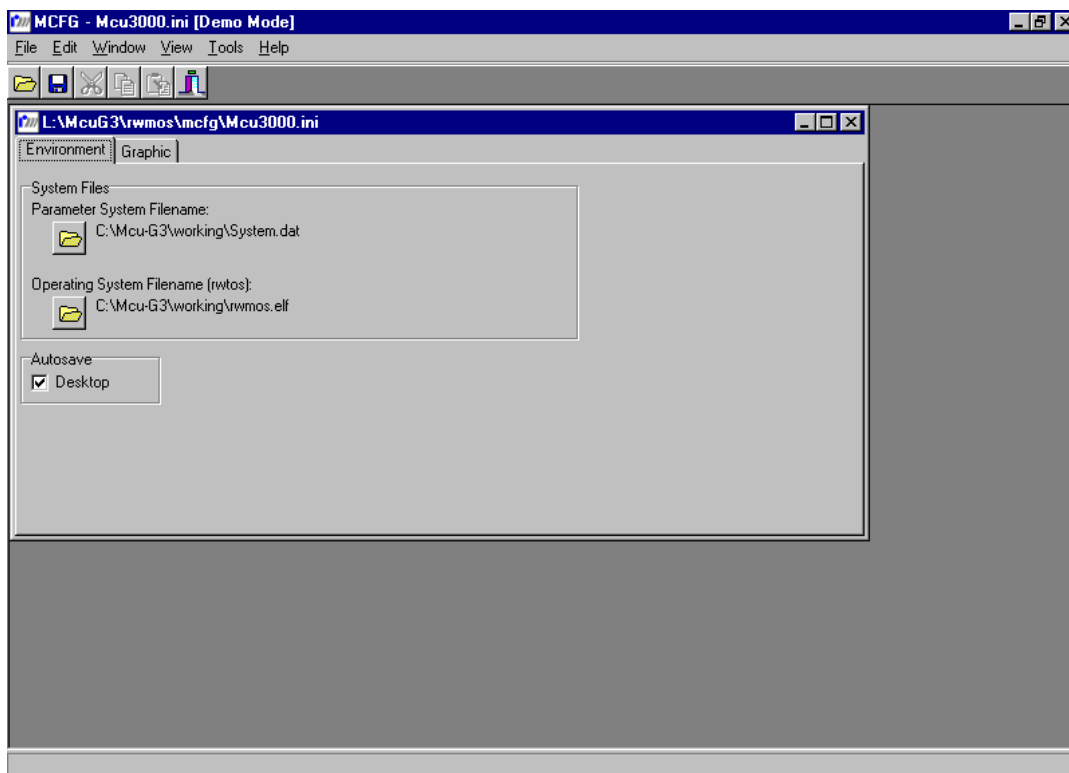 MCFG - Mcu3000.ini [Demo Mode]
File Edit Window View Tools Help
L:\McuG3\rwmos\mcfg\Mcu3000.ini
Environment Graphic
System Files
Parameter System Filename:
C:\Mcu-G3\working\System.dat
Operating System Filename (rwtos):
C:\Mcu-G3\working\rwmos.elf
Autosave
Desktop